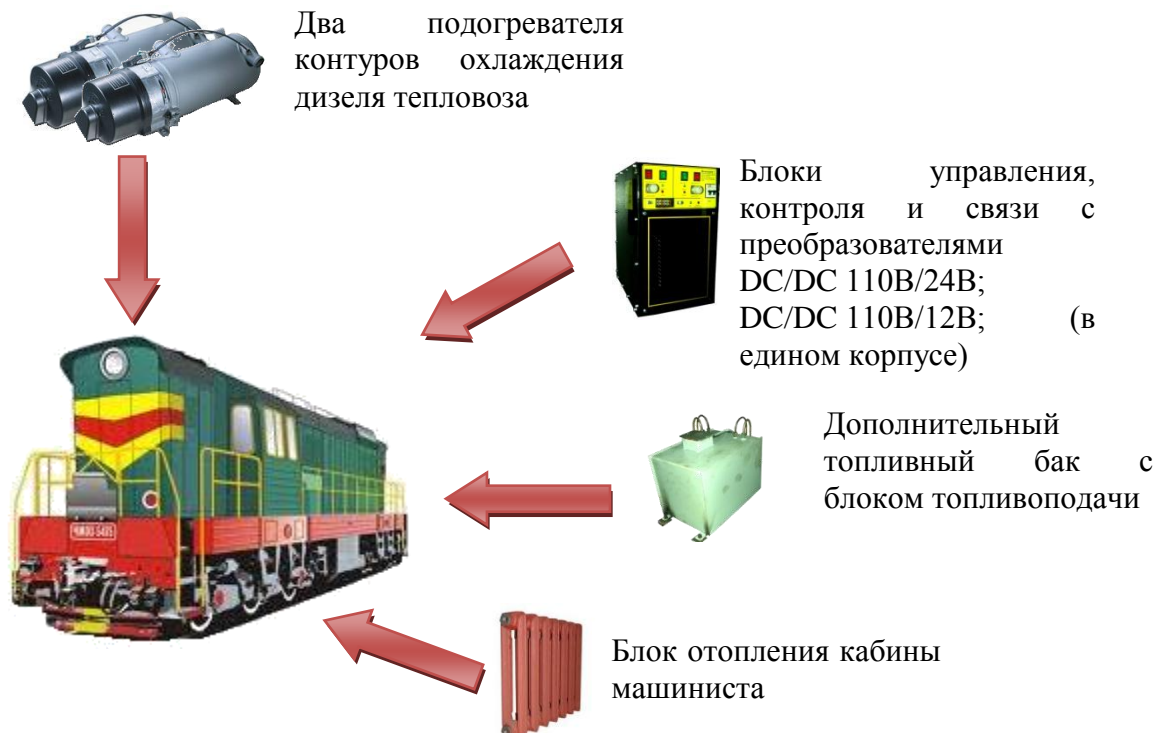 Два подогревателя
контуров охлаждения
дизеля тепловоза
Блоки управления,
контроля и связи с
преобразователями
DC/DC 110В/24В;
DC/DC 110В/12В; (в
едином корпусе)
Дополнительный
топливный бак с
блоком топливоподачи
Блок отопления кабины
машиниста